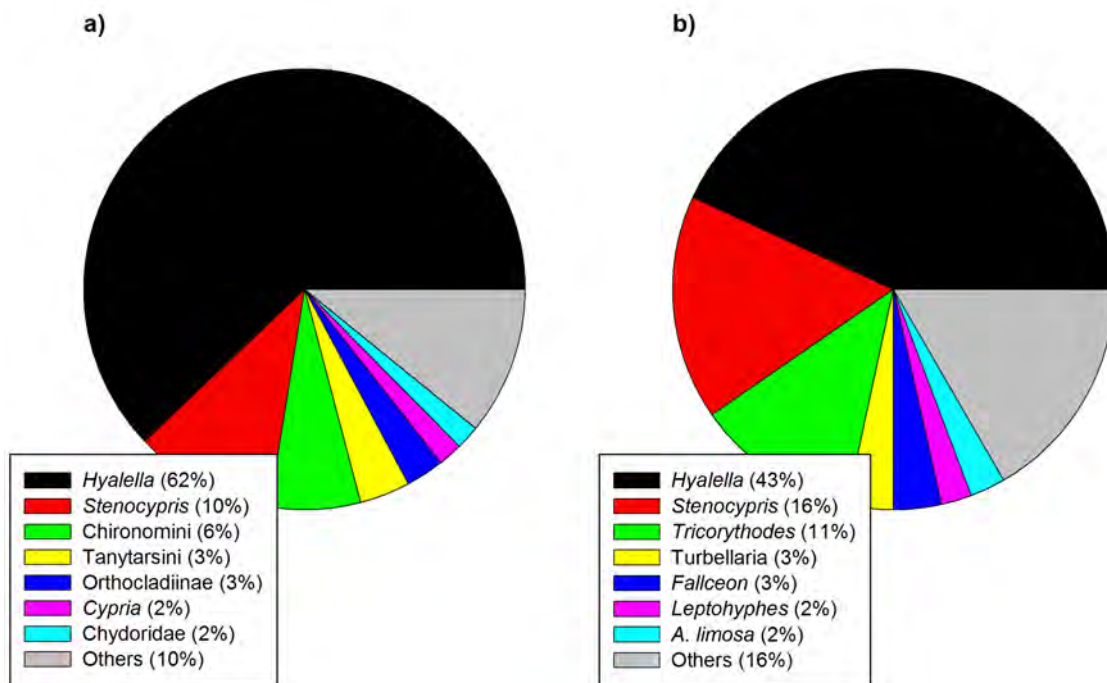 a)
Hyalella (62%)
Stenocypris (10%)
Chironomini (6%)
Tanytarsini (3%)
Orthocladiinae (3%)
Cypria (2%)
Chydoridae (2%)
Others (10%)
b)
Hyalella (43%)
Stenocypris (16%)
Tricorythodes (11%)
Turbellaria (3%)
Fallceon (3%)
Leptohyphes (2%)
A. limosa (2%)
Others (16%)